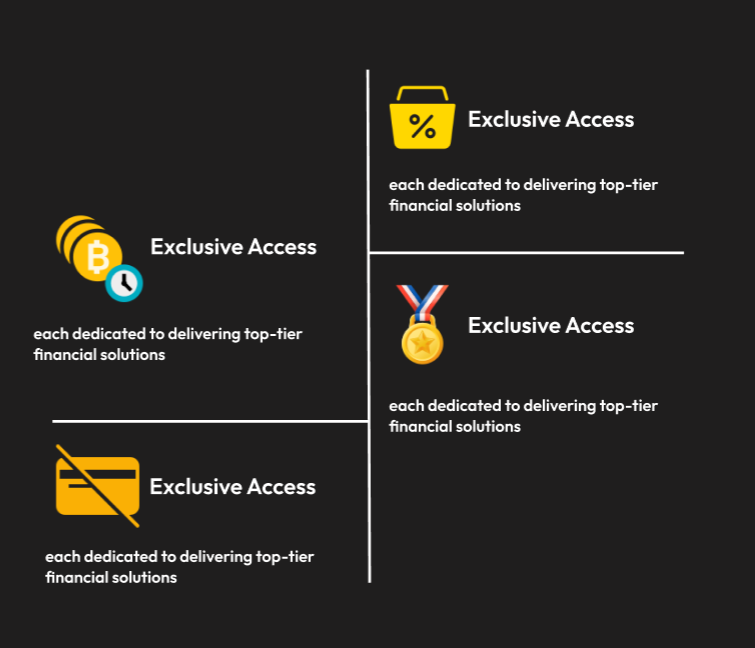 Exclusive Access
each dedicated to delivering top-tier
financial solutions
Exclusive Access
each dedicated to delivering top-tier
financial solutions
Exclusive Access
each dedicated to delivering top-tier
financial solutions
Exclusive Access
each dedicated to delivering top-tier
financial solutions